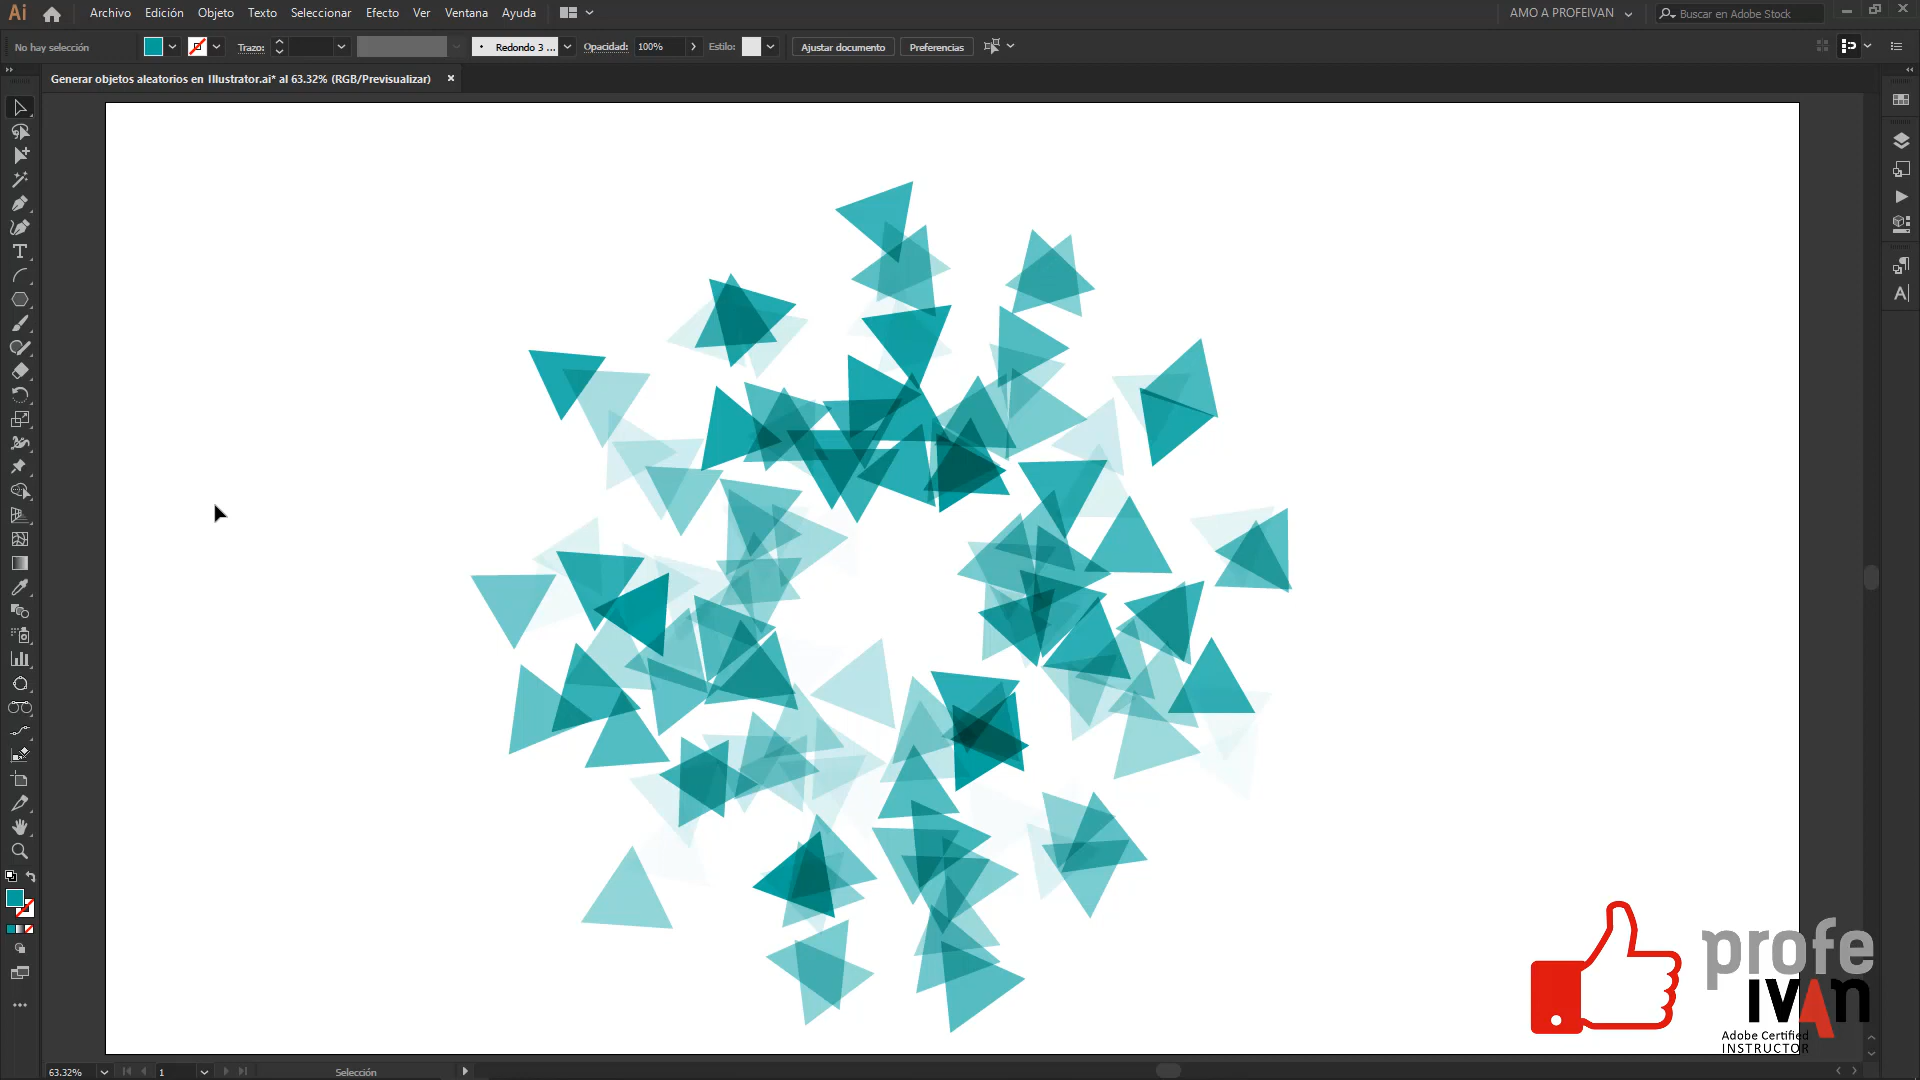 Ai Archivo Edición Objeto Texto Seleccionar Efecto Ver Ventana Ayuda AMO A PROFEIVAN Buscar en Adobe Stock
No hay selección Trazo: Redondo 3 ... Opacidad: 100% Estilo: Ajustar documento Preferencias
Generar objetos aleatorios en Illustrator.ai* al 63.32% (RGB/Previsualizar)
profe
IVAN
Adobe Certified
INSTRUCTOR
63.32% 1 Selección